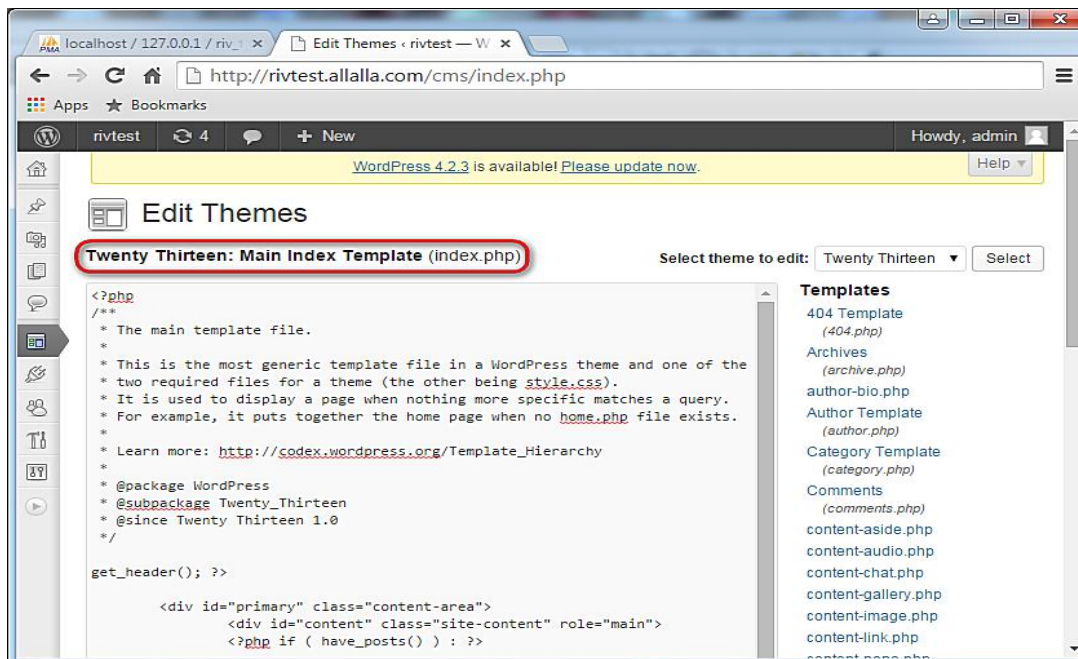 localhost / 127.0.0.1 / riv_t
Edit Themes ‹ rivtest — W
http://rivtest.allalla.com/cms/index.php
Apps Bookmarks
rivtest 4 + New Howdy, admin
WordPress 4.2.3 is available! Please update now. Help
Edit Themes
Twenty Thirteen: Main Index Template (index.php)
Select theme to edit: Twenty Thirteen Select
<?php
/**
* The main template file.
*
* This is the most generic template file in a WordPress theme and one of the
* two required files for a theme (the other being style.css).
* It is used to display a page when nothing more specific matches a query.
* For example, it puts together the home page when no home.php file exists.
*
* Learn more: http://codex.wordpress.org/Template_Hierarchy
*
* @package WordPress
* @subpackage Twenty_Thirteen
* @since Twenty Thirteen 1.0
*/
get_header(); ?>
<div id="primary" class="content-area">
<div id="content" class="site-content" role="main">
<?php if ( have_posts() ) : ?>
Templates
404 Template
(404.php)
Archives
(archive.php)
author-bio.php
Author Template
(author.php)
Category Template
(category.php)
Comments
(comments.php)
content-aside.php
content-audio.php
content-chat.php
content-gallery.php
content-image.php
content-link.php